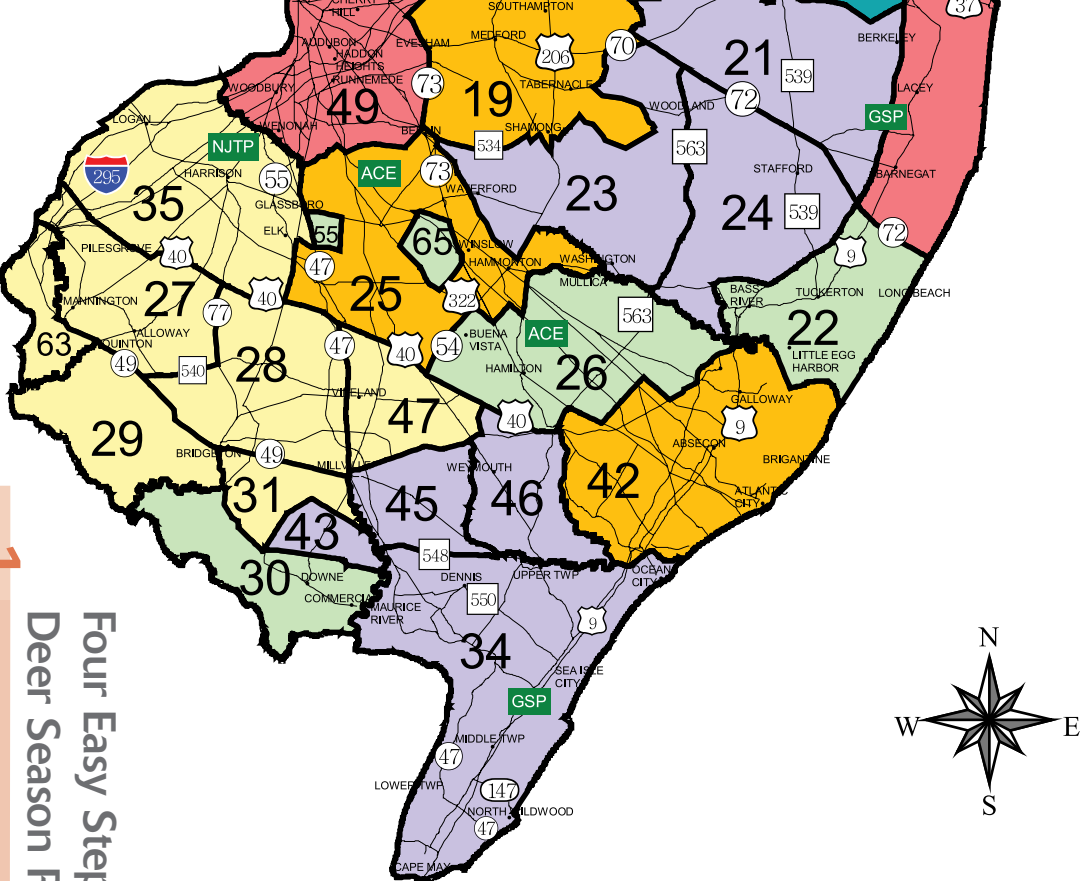 CHERRY
HILL
SOUTHAMPTON
37
AUDUBON
HADDON
HEIGHTS
RUNNEMEDE
EVESHAM
MEDFORD
206
70
BERKELEY
21
539
WOODBURY
73
TABERNACLE
72
LACEY
49
19
WOODLAND
GSP
LOGAN
WENONAH
BERLIN
SHAMONG
534
563
NJTP
295
HARRISON
55
ACE
73
WATERFORD
STAFFORD
BARNEGAT
35
GLASSBORO
23
24
539
ELK
55
65
72
PILESGROVE
40
WINSLOW
HAMMONTON
WASHINGTON
9
47
MULLICA
27
40
25
322
BASS
RIVER
TUCKERTON
LONG BEACH
MANNINGTON
77
563
22
ALLOWAY
QUINTON
63
47
40
54
BUENA
VISTA
ACE
LITTLE EGG
HARBOR
49
540
28
HAMILTON
26
VINELAND
47
40
GALLOWAY
9
29
ABSECON
BRIGANTINE
BRIDGETON
49
MILLVILLE
WEYMOUTH
42
31
45
46
ATLANTIC
CITY
43
548
30
DOWNE
DENNIS
UPPER TWP
OCEAN
CITY
COMMERCIAL
MAURICE
RIVER
550
9
34
SEA ISLE
CITY
GSP
MIDDLE TWP
47
LOWER TWP
147
NORTH WILDWOOD
47
CAPE MAY
N
W
E
S
1
Four Easy Step
Deer Season